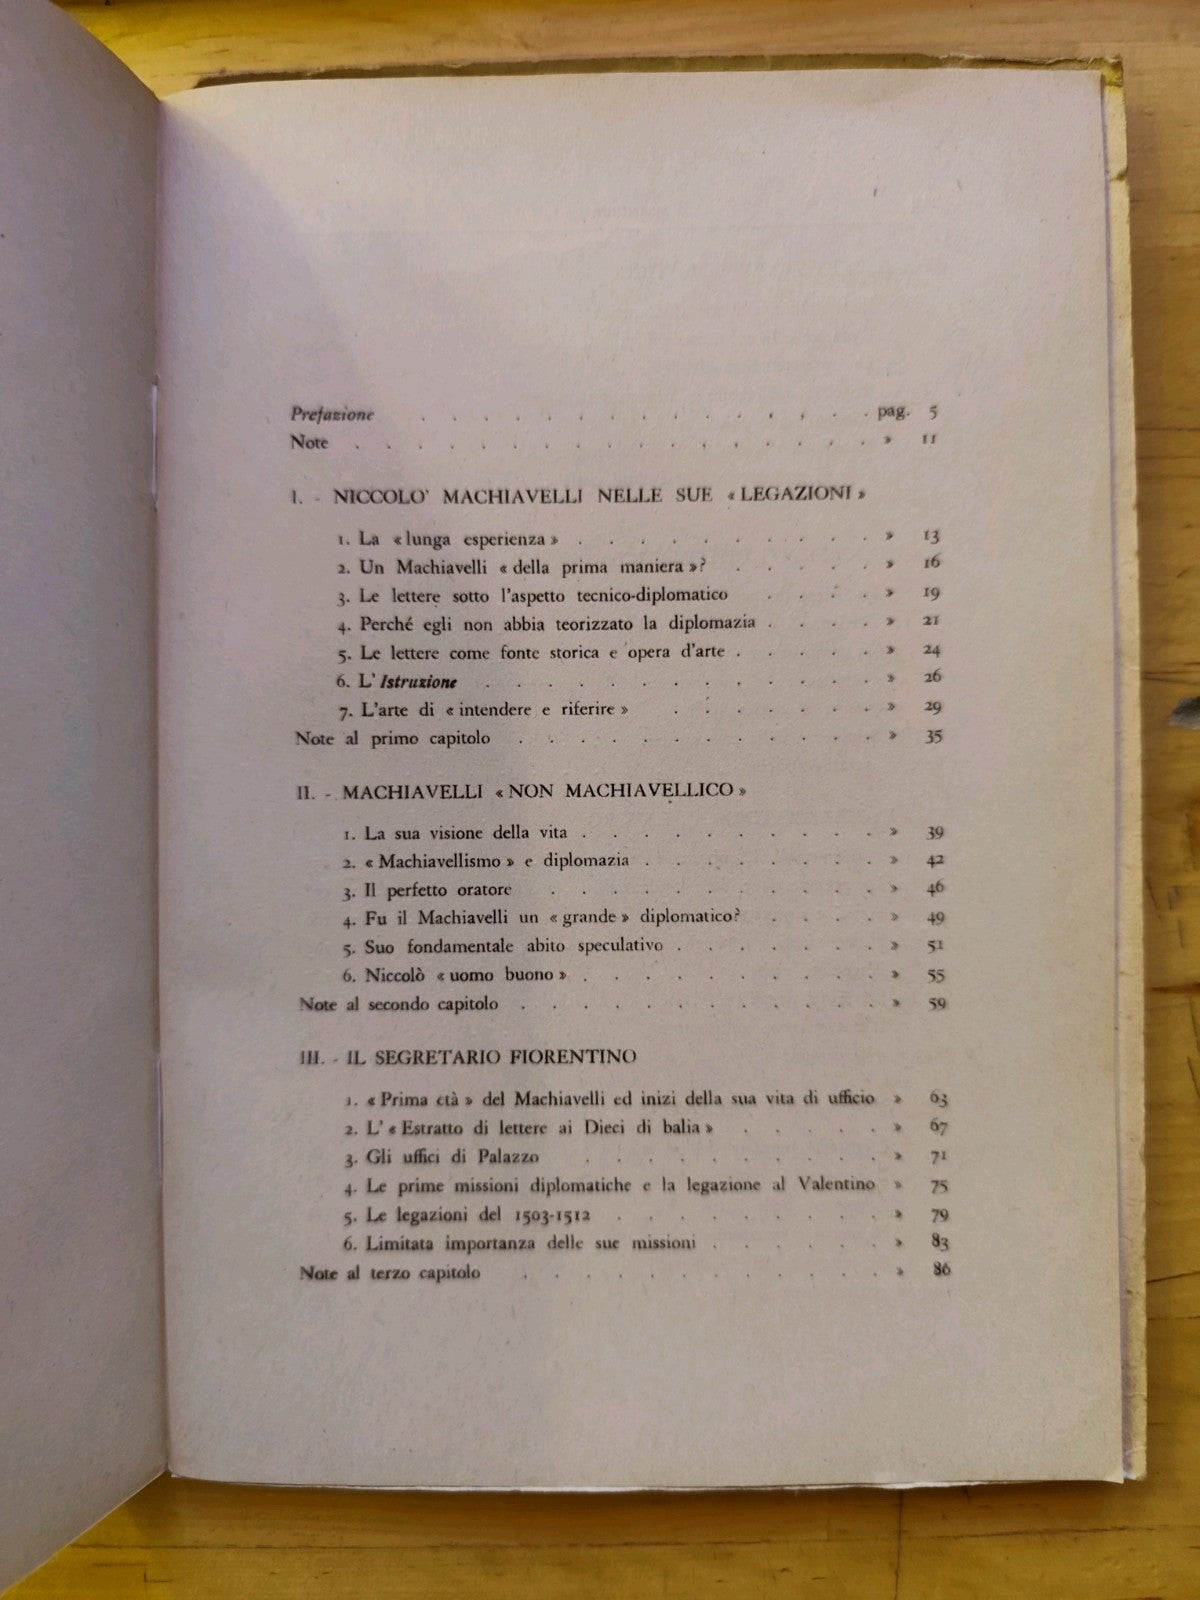 Prefazione . . . . . . . . . . . . . . . pag. 5
Note . . . . . . . . . . . . . . . . . » 11
I. - NICCOLO' MACHIAVELLI NELLE SUE « LEGAZIONI »
1. La « lunga esperienza » . . . . . . . . . . » 13
2. Un Machiavelli « della prima maniera »? . . . . . » 16
3. Le lettere sotto l'aspetto tecnico-diplomatico . . . . » 19
4. Perché egli non abbia teorizzato la diplomazia . . . . » 21
5. Le lettere come fonte storica e opera d'arte . . . . . » 24
6. L'Istruzione . . . . . . . . . . . . . » 26
7. L'arte di « intendere e riferire » . . . . . . . » 29
Note al primo capitolo . . . . . . . . . . . . » 35
II. - MACHIAVELLI « NON MACHIAVELLICO »
1. La sua visione della vita . . . . . . . . . . » 39
2. « Machiavellismo » e diplomazia . . . . . . . . » 42
3. Il perfetto oratore . . . . . . . . . . . » 46
4. Fu il Machiavelli un « grande » diplomatico? . . . . » 49
5. Suo fondamentale abito speculativo . . . . . . . » 51
6. Niccolò « uomo buono » . . . . . . . . . . » 55
Note al secondo capitolo . . . . . . . . . . . . » 59
III. - IL SEGRETARIO FIORENTINO
1. « Prima età » del Machiavelli ed inizi della sua vita di ufficio » 63
2. L' « Estratto di lettere ai Dieci di balia » . . . . . » 67
3. Gli uffici di Palazzo . . . . . . . . . . » 71
4. Le prime missioni diplomatiche e la legazione al Valentino » 75
5. Le legazioni del 1503-1512 . . . . . . . . . » 79
6. Limitata importanza delle sue missioni . . . . . . » 83
Note al terzo capitolo . . . . . . . . . . . . » 86